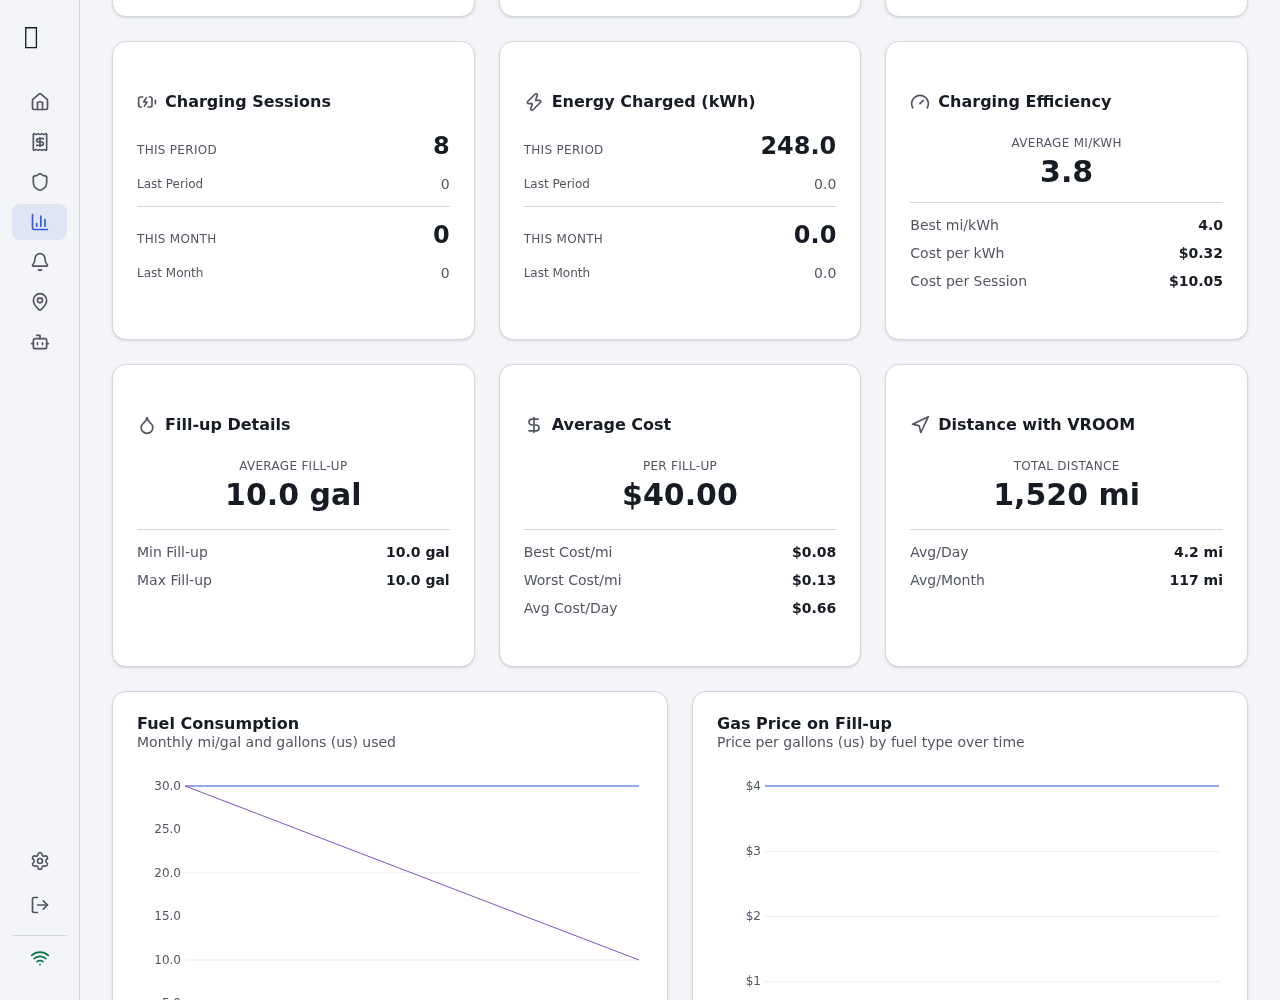 Charging Sessions
THIS PERIOD 8
Last Period 0
THIS MONTH 0
Last Month 0
Energy Charged (kWh)
THIS PERIOD 248.0
Last Period 0.0
THIS MONTH 0.0
Last Month 0.0
Charging Efficiency
AVERAGE MI/KWH
3.8
Best mi/kWh 4.0
Cost per kWh $0.32
Cost per Session $10.05
Fill-up Details
AVERAGE FILL-UP
10.0 gal
Min Fill-up 10.0 gal
Max Fill-up 10.0 gal
Average Cost
PER FILL-UP
$40.00
Best Cost/mi $0.08
Worst Cost/mi $0.13
Avg Cost/Day $0.66
Distance with VROOM
TOTAL DISTANCE
1,520 mi
Avg/Day 4.2 mi
Avg/Month 117 mi
Fuel Consumption
Monthly mi/gal and gallons (us) used
30.0
25.0
20.0
15.0
10.0
Gas Price on Fill-up
Price per gallons (us) by fuel type over time
$4
$3
$2
$1